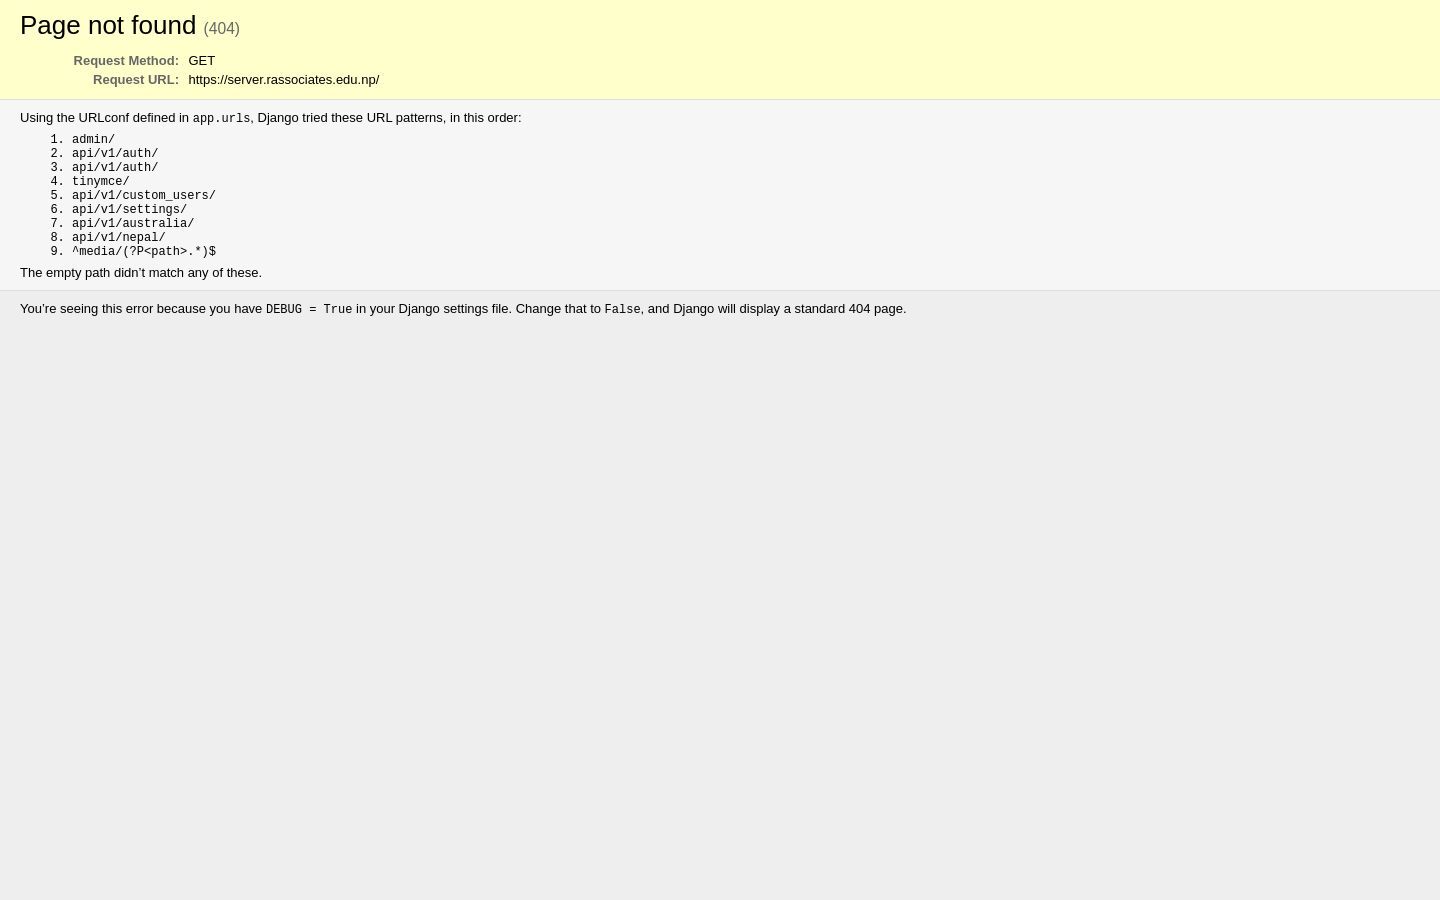 Page not found (404)
Request Method: GET
Request URL: https://server.rassociates.edu.np/
Using the URLconf defined in app.urls, Django tried these URL patterns, in this order:
1. admin/
2. api/v1/auth/
3. api/v1/auth/
4. tinymce/
5. api/v1/custom_users/
6. api/v1/settings/
7. api/v1/australia/
8. api/v1/nepal/
9. ^media/(?P<path>.*)$
The empty path didn’t match any of these.
You’re seeing this error because you have DEBUG = True in your Django settings file. Change that to False, and Django will display a standard 404 page.